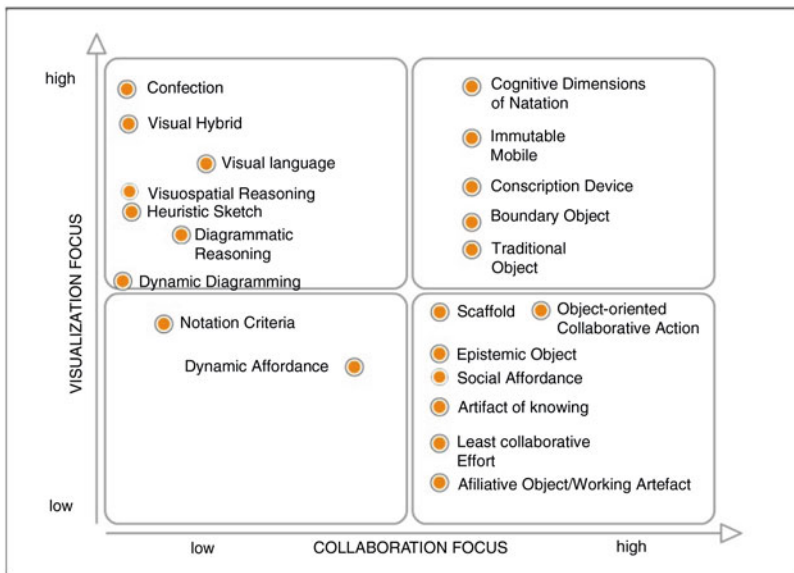 high
Confection
Visual Hybrid
Visual language
Visuospatial Reasoning
Heuristic Sketch
Diagrammatic
Reasoning
Dynamic Diagramming
Cognitive Dimensions
of Natation
Immutable
Mobile
Conscription Device
Boundary Object
Traditional
Object
VISUALIZATION FOCUS
Notation Criteria
Dynamic Affordance
Scaffold
Object-oriented
Collaborative Action
Epistemic Object
Social Affordance
Artifact of knowing
Least collaborative
Effort
Afiliative Object/Working Artefact
low
low
COLLABORATION FOCUS
high